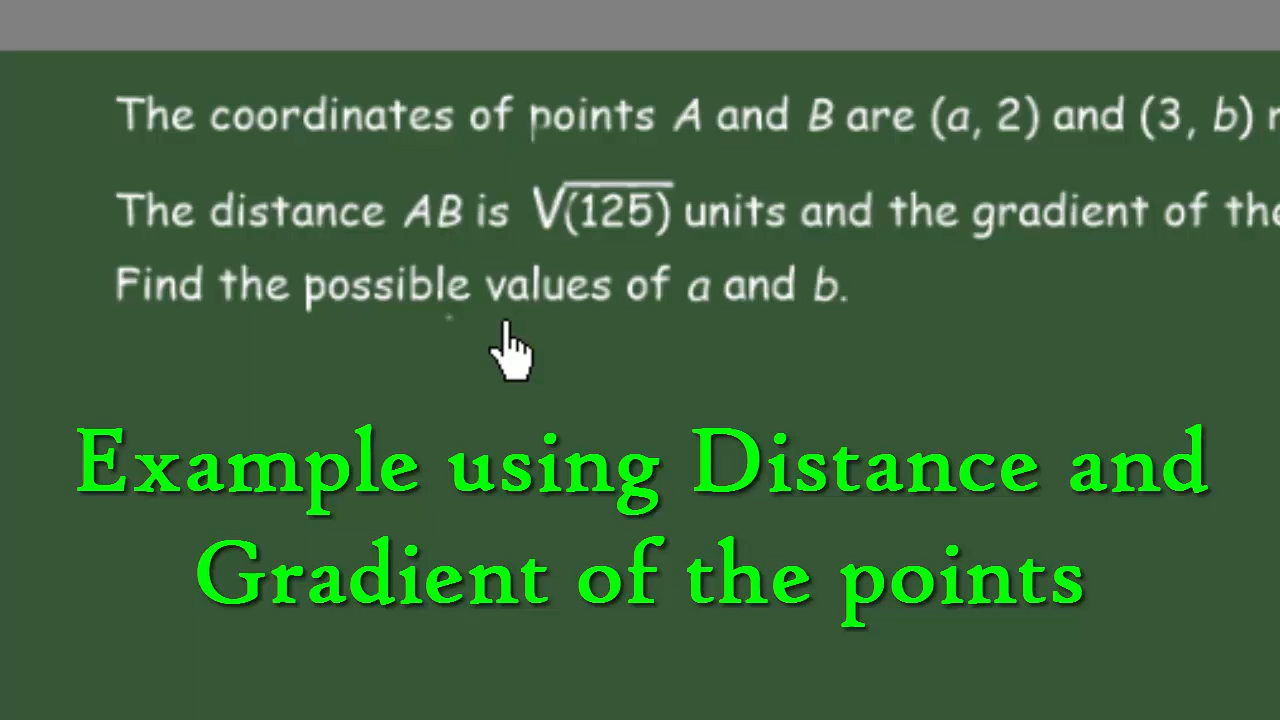 The coordinates of points A and B are (a, 2) and (3, b)
The distance AB is √(125) units and the gradient of
Find the possible values of a and b.
Example using Distance and
Gradient of the points